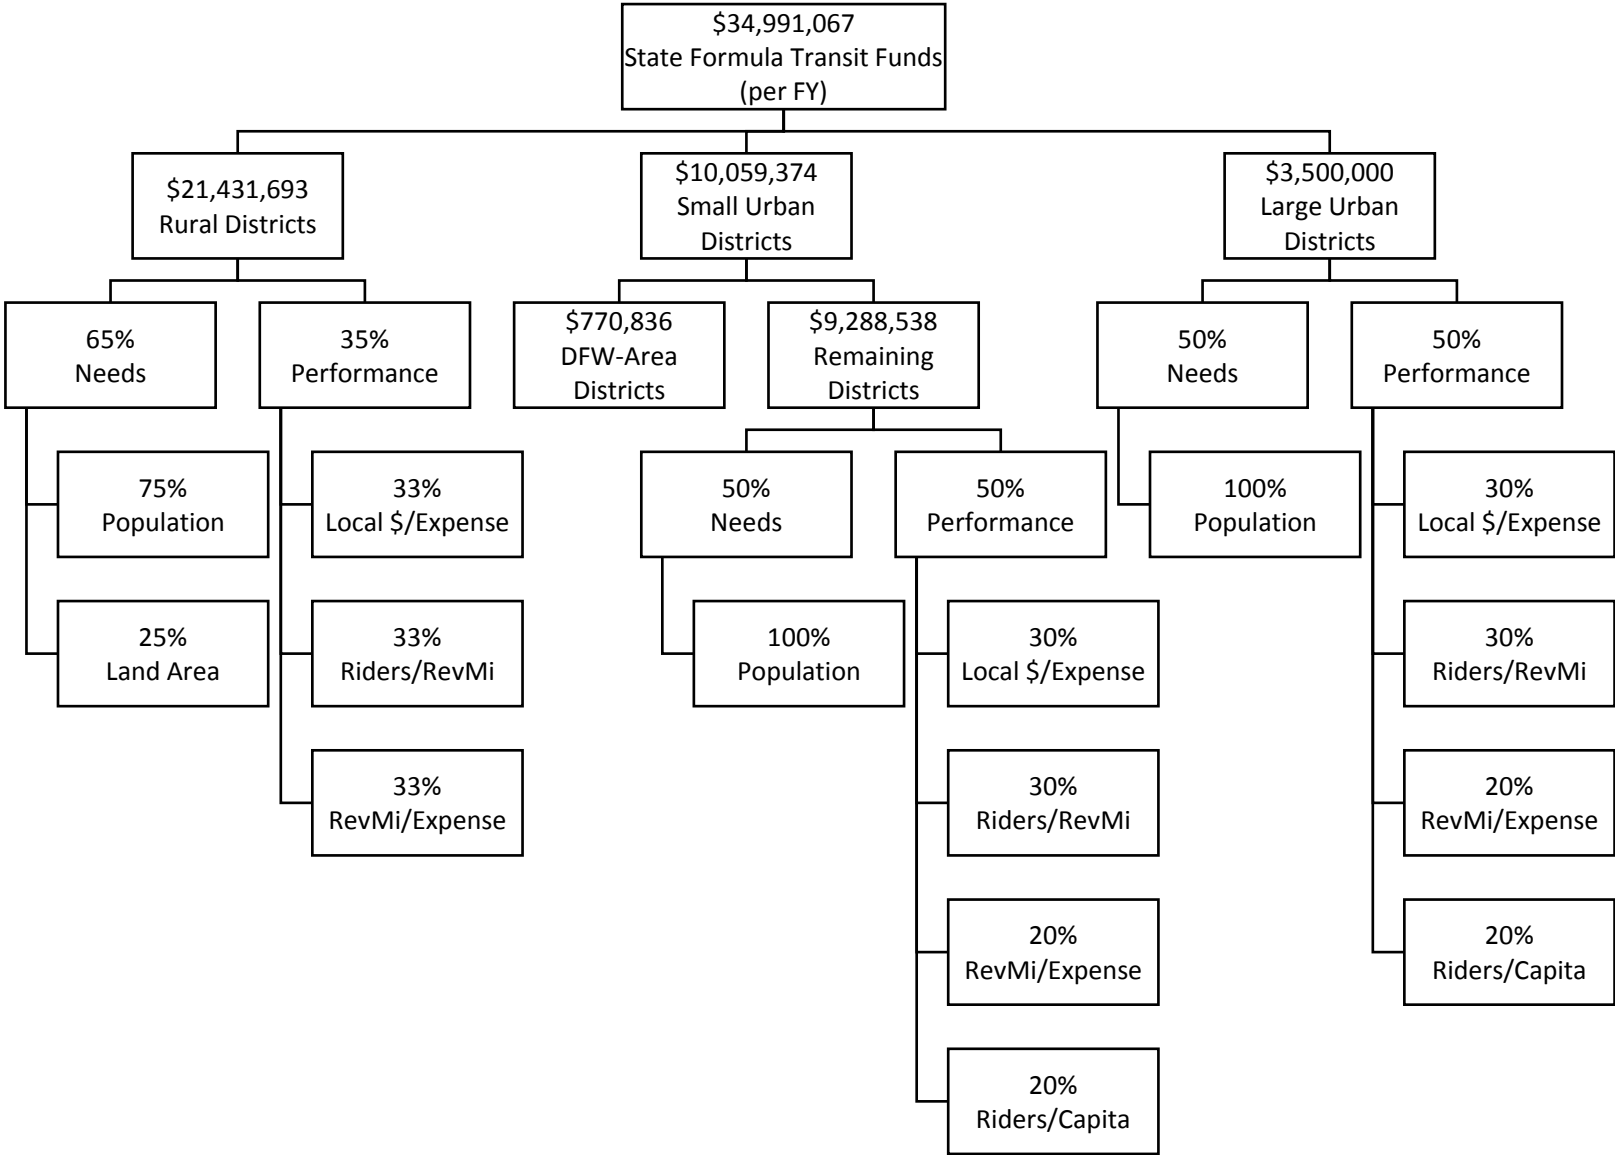 $34,991,067
State Formula Transit Funds
(per FY)
$21,431,693
Rural Districts
$10,059,374
Small Urban
Districts
$3,500,000
Large Urban
Districts
65%
Needs
35%
Performance
$770,836
DFW-Area
Districts
$9,288,538
Remaining
Districts
50%
Needs
50%
Performance
75%
Population
33%
Local $/Expense
50%
Needs
50%
Performance
100%
Population
30%
Local $/Expense
25%
Land Area
33%
Riders/RevMi
100%
Population
30%
Local $/Expense
30%
Riders/RevMi
33%
RevMi/Expense
30%
Riders/RevMi
20%
RevMi/Expense
20%
RevMi/Expense
20%
Riders/Capita
20%
Riders/Capita